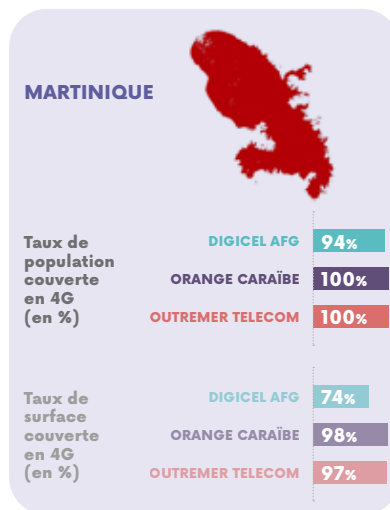 MARTINIQUE
Taux de
population
couverte
en 4G
(en %)
DIGICEL AFG 94%
ORANGE CARAÏBE 100%
OUTREMER TELECOM 100%
Taux de
surface
couverte
en 4G
(en %)
DIGICEL AFG 74%
ORANGE CARAÏBE 98%
OUTREMER TELECOM 97%